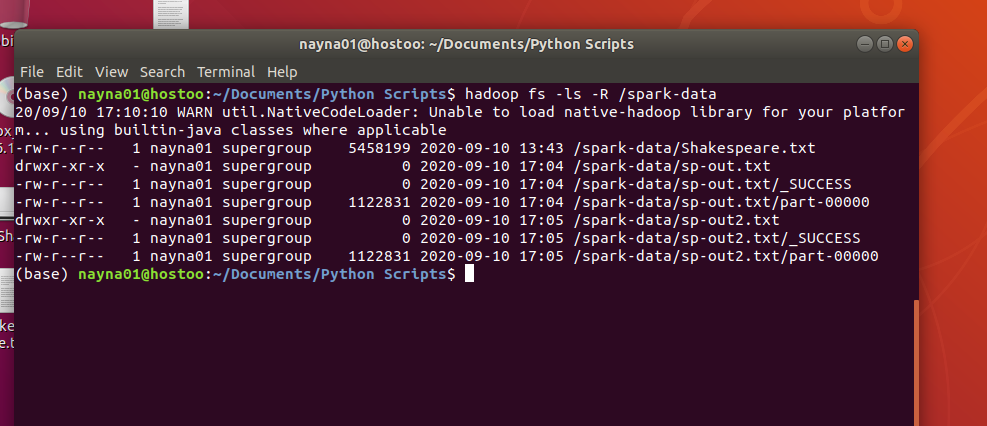 nayna01@hostoo: ~/Documents/Python Scripts
File Edit View Search Terminal Help
(base) nayna01@hostoo:~/Documents/Python Scripts$ hadoop fs -ls -R /spark-data
20/09/10 17:10:10 WARN util.NativeCodeLoader: Unable to load native-hadoop library for your platfor
m... using builtin-java classes where applicable
-rw-r--r--   1 nayna01 supergroup    5458199 2020-09-10 13:43 /spark-data/Shakespeare.txt
drwxr-xr-x   - nayna01 supergroup          0 2020-09-10 17:04 /spark-data/sp-out.txt
-rw-r--r--   1 nayna01 supergroup          0 2020-09-10 17:04 /spark-data/sp-out.txt/_SUCCESS
-rw-r--r--   1 nayna01 supergroup    1122831 2020-09-10 17:04 /spark-data/sp-out.txt/part-00000
drwxr-xr-x   - nayna01 supergroup          0 2020-09-10 17:05 /spark-data/sp-out2.txt
-rw-r--r--   1 nayna01 supergroup          0 2020-09-10 17:05 /spark-data/sp-out2.txt/_SUCCESS
-rw-r--r--   1 nayna01 supergroup    1122831 2020-09-10 17:05 /spark-data/sp-out2.txt/part-00000
(base) nayna01@hostoo:~/Documents/Python Scripts$